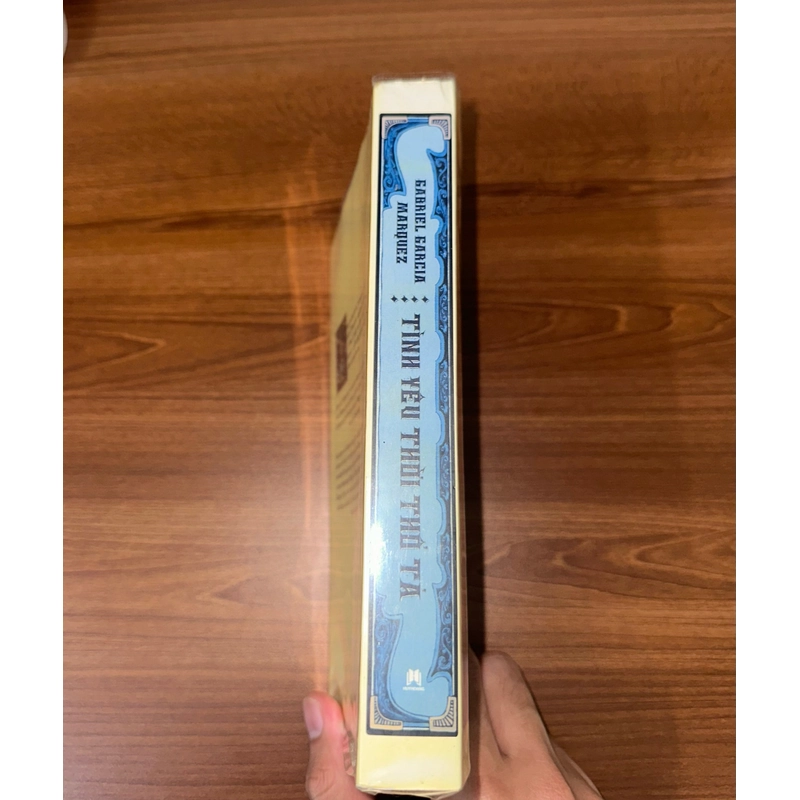 GABRIEL GARCIA
MARQUEZ
TÌNH YÊU THỜI THỔ TẢ